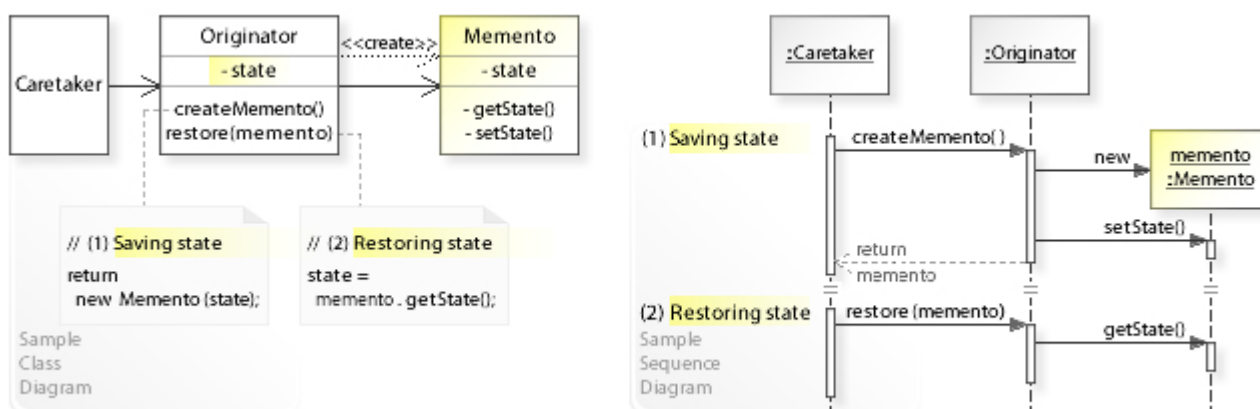 Caretaker
Originator
- state
createMemento()
restore(memento)
<<create>>
Memento
- state
- getState()
- setState()
// (1) Saving state
return
new Memento (state);
// (2) Restoring state
state =
memento . getState();
Sample
Class
Diagram
:Caretaker
:Originator
(1) Saving state
createMemento( )
new
memento
:Memento
setState()
return
memento
(2) Restoring state
restore (memento)
getState()
Sample
Sequence
Diagram